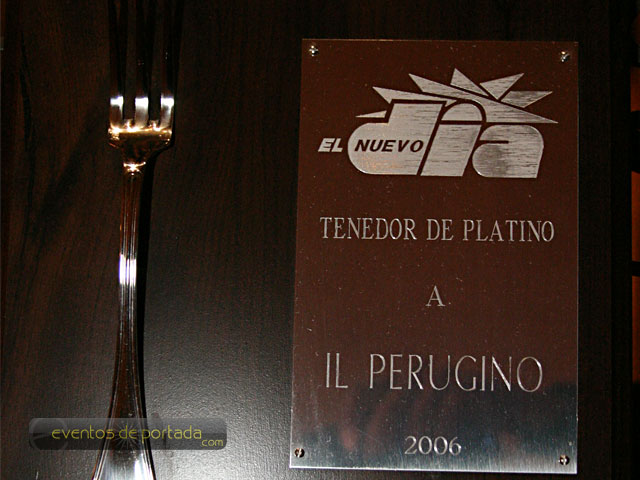 EL NUEVO día
TENEDOR DE PLATINO
A
IL PERUGINO
2006
eventos de portada.com